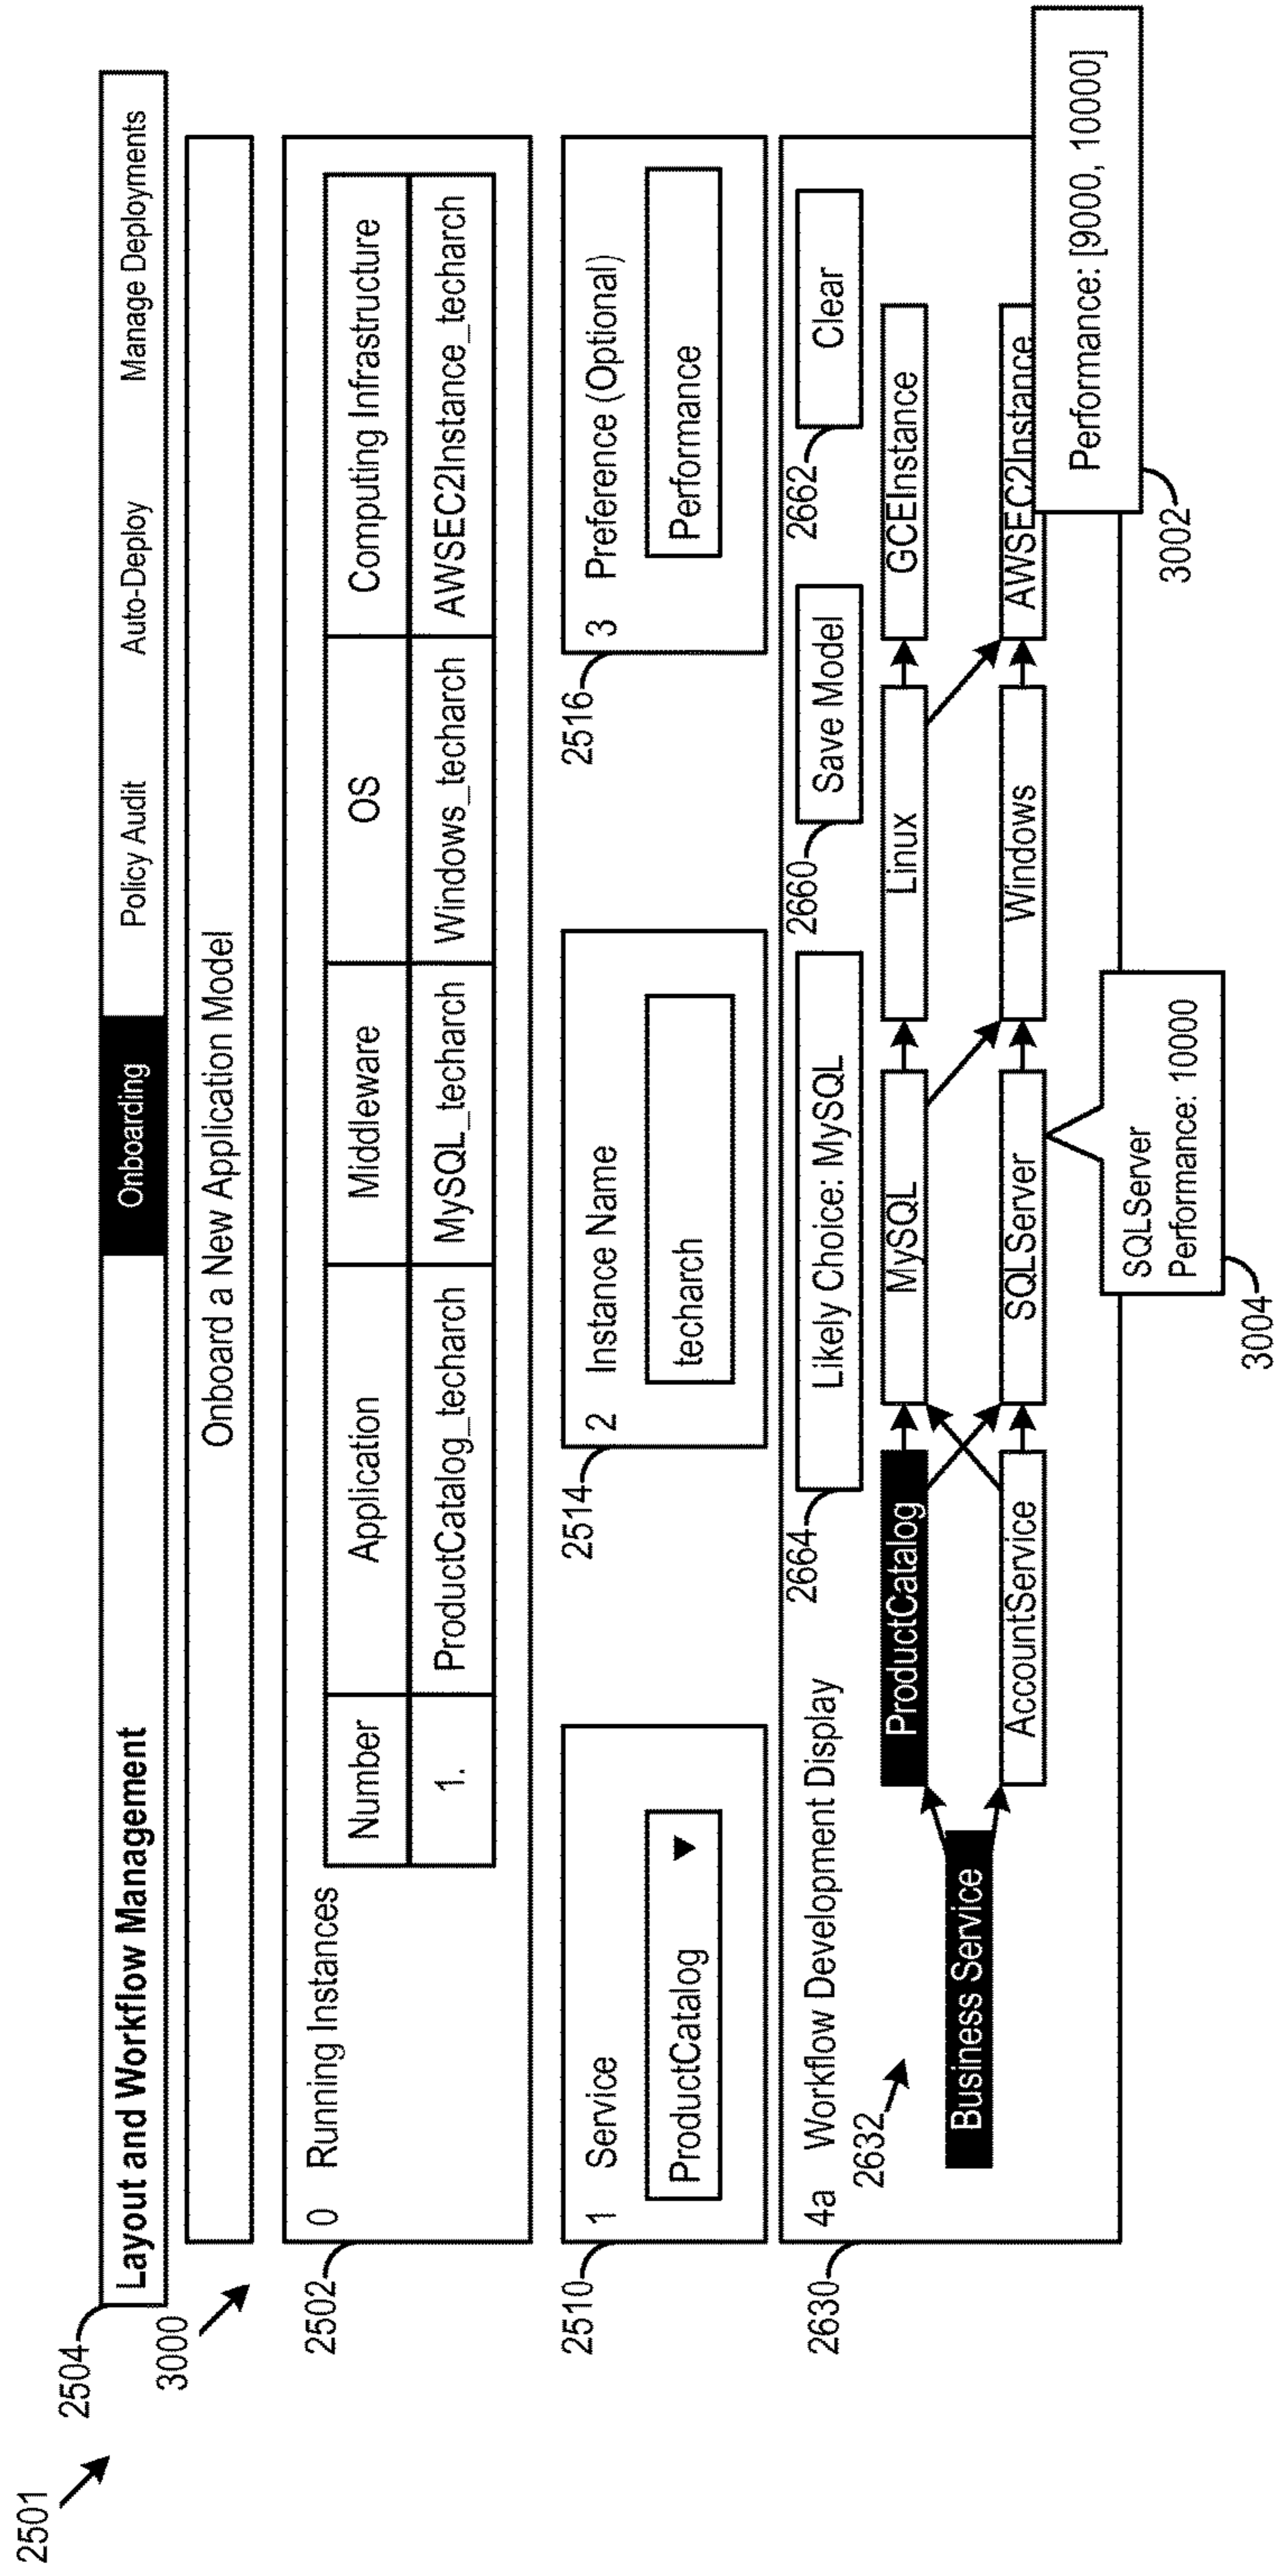 2501
2504
Layout and Workflow Management Onboarding Policy Audit Auto-Deploy Manage Deployments
3000
Onboard a New Application Model
2502
0 Running Instances
Number Application Middleware OS Computing Infrastructure
1. ProductCatalog_techarch MySQL_techarch Windows_techarch AWSEC2Instance_techarch
2510
1 Service
ProductCatalog
2514
2 Instance Name
techarch
2516
3 Preference (Optional)
Performance
2630
4a Workflow Development Display
2632
2664
Likely Choice: MySQL
2660
Save Model
2662
Clear
Business Service
ProductCatalog MySQL Linux GCEInstance
AccountService SQLServer Windows AWSEC2Instance
Performance: [9000, 10000]
3002
SQLServer
Performance: 10000
3004